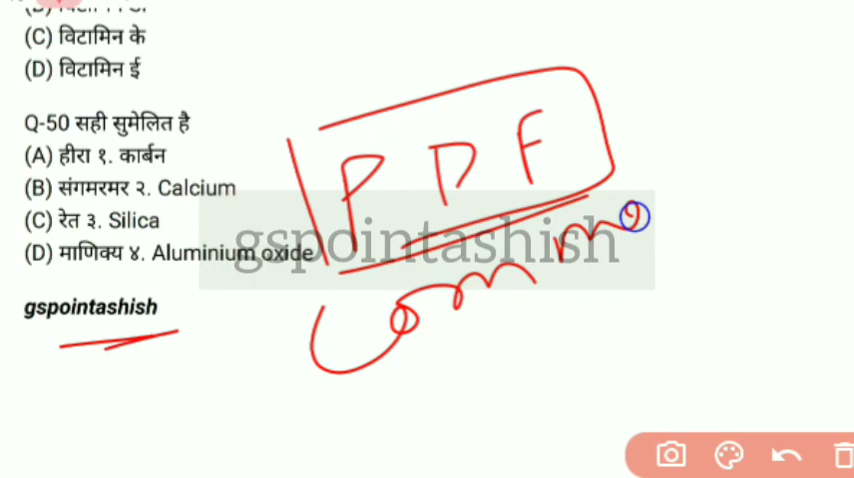 (C) विटामिन के
(D) विटामिन ई
Q-50 सही सुमेलित है
(A) हीरा १. कार्बन
(B) संगमरमर २. Calcium
(C) रेत ३. Silica
(D) माणिक्य ४. Aluminium oxide
gspointashish
gspointashish
PDF